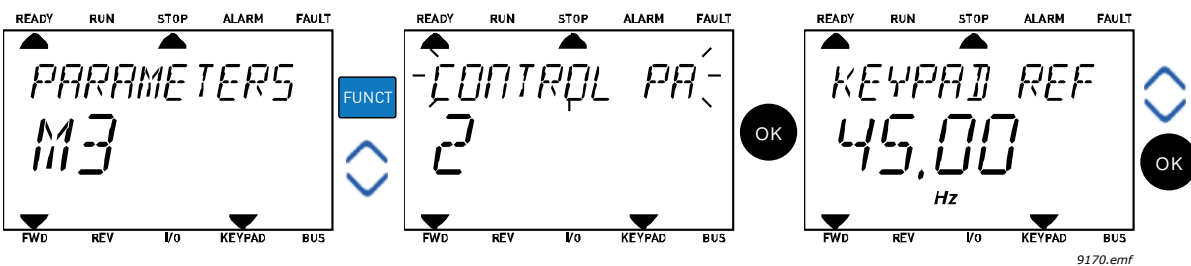 READY RUN STOP ALARM FAULT
PARAMETERS
M3
FWD REV I/O KEYPAD BUS
FUNCT
READY RUN STOP ALARM FAULT
CONTROL PA
2
FWD REV I/O KEYPAD BUS
OK
READY RUN STOP ALARM FAULT
KEYPAD REF
45.00
Hz
FWD REV I/O KEYPAD BUS
OK
9170.emf